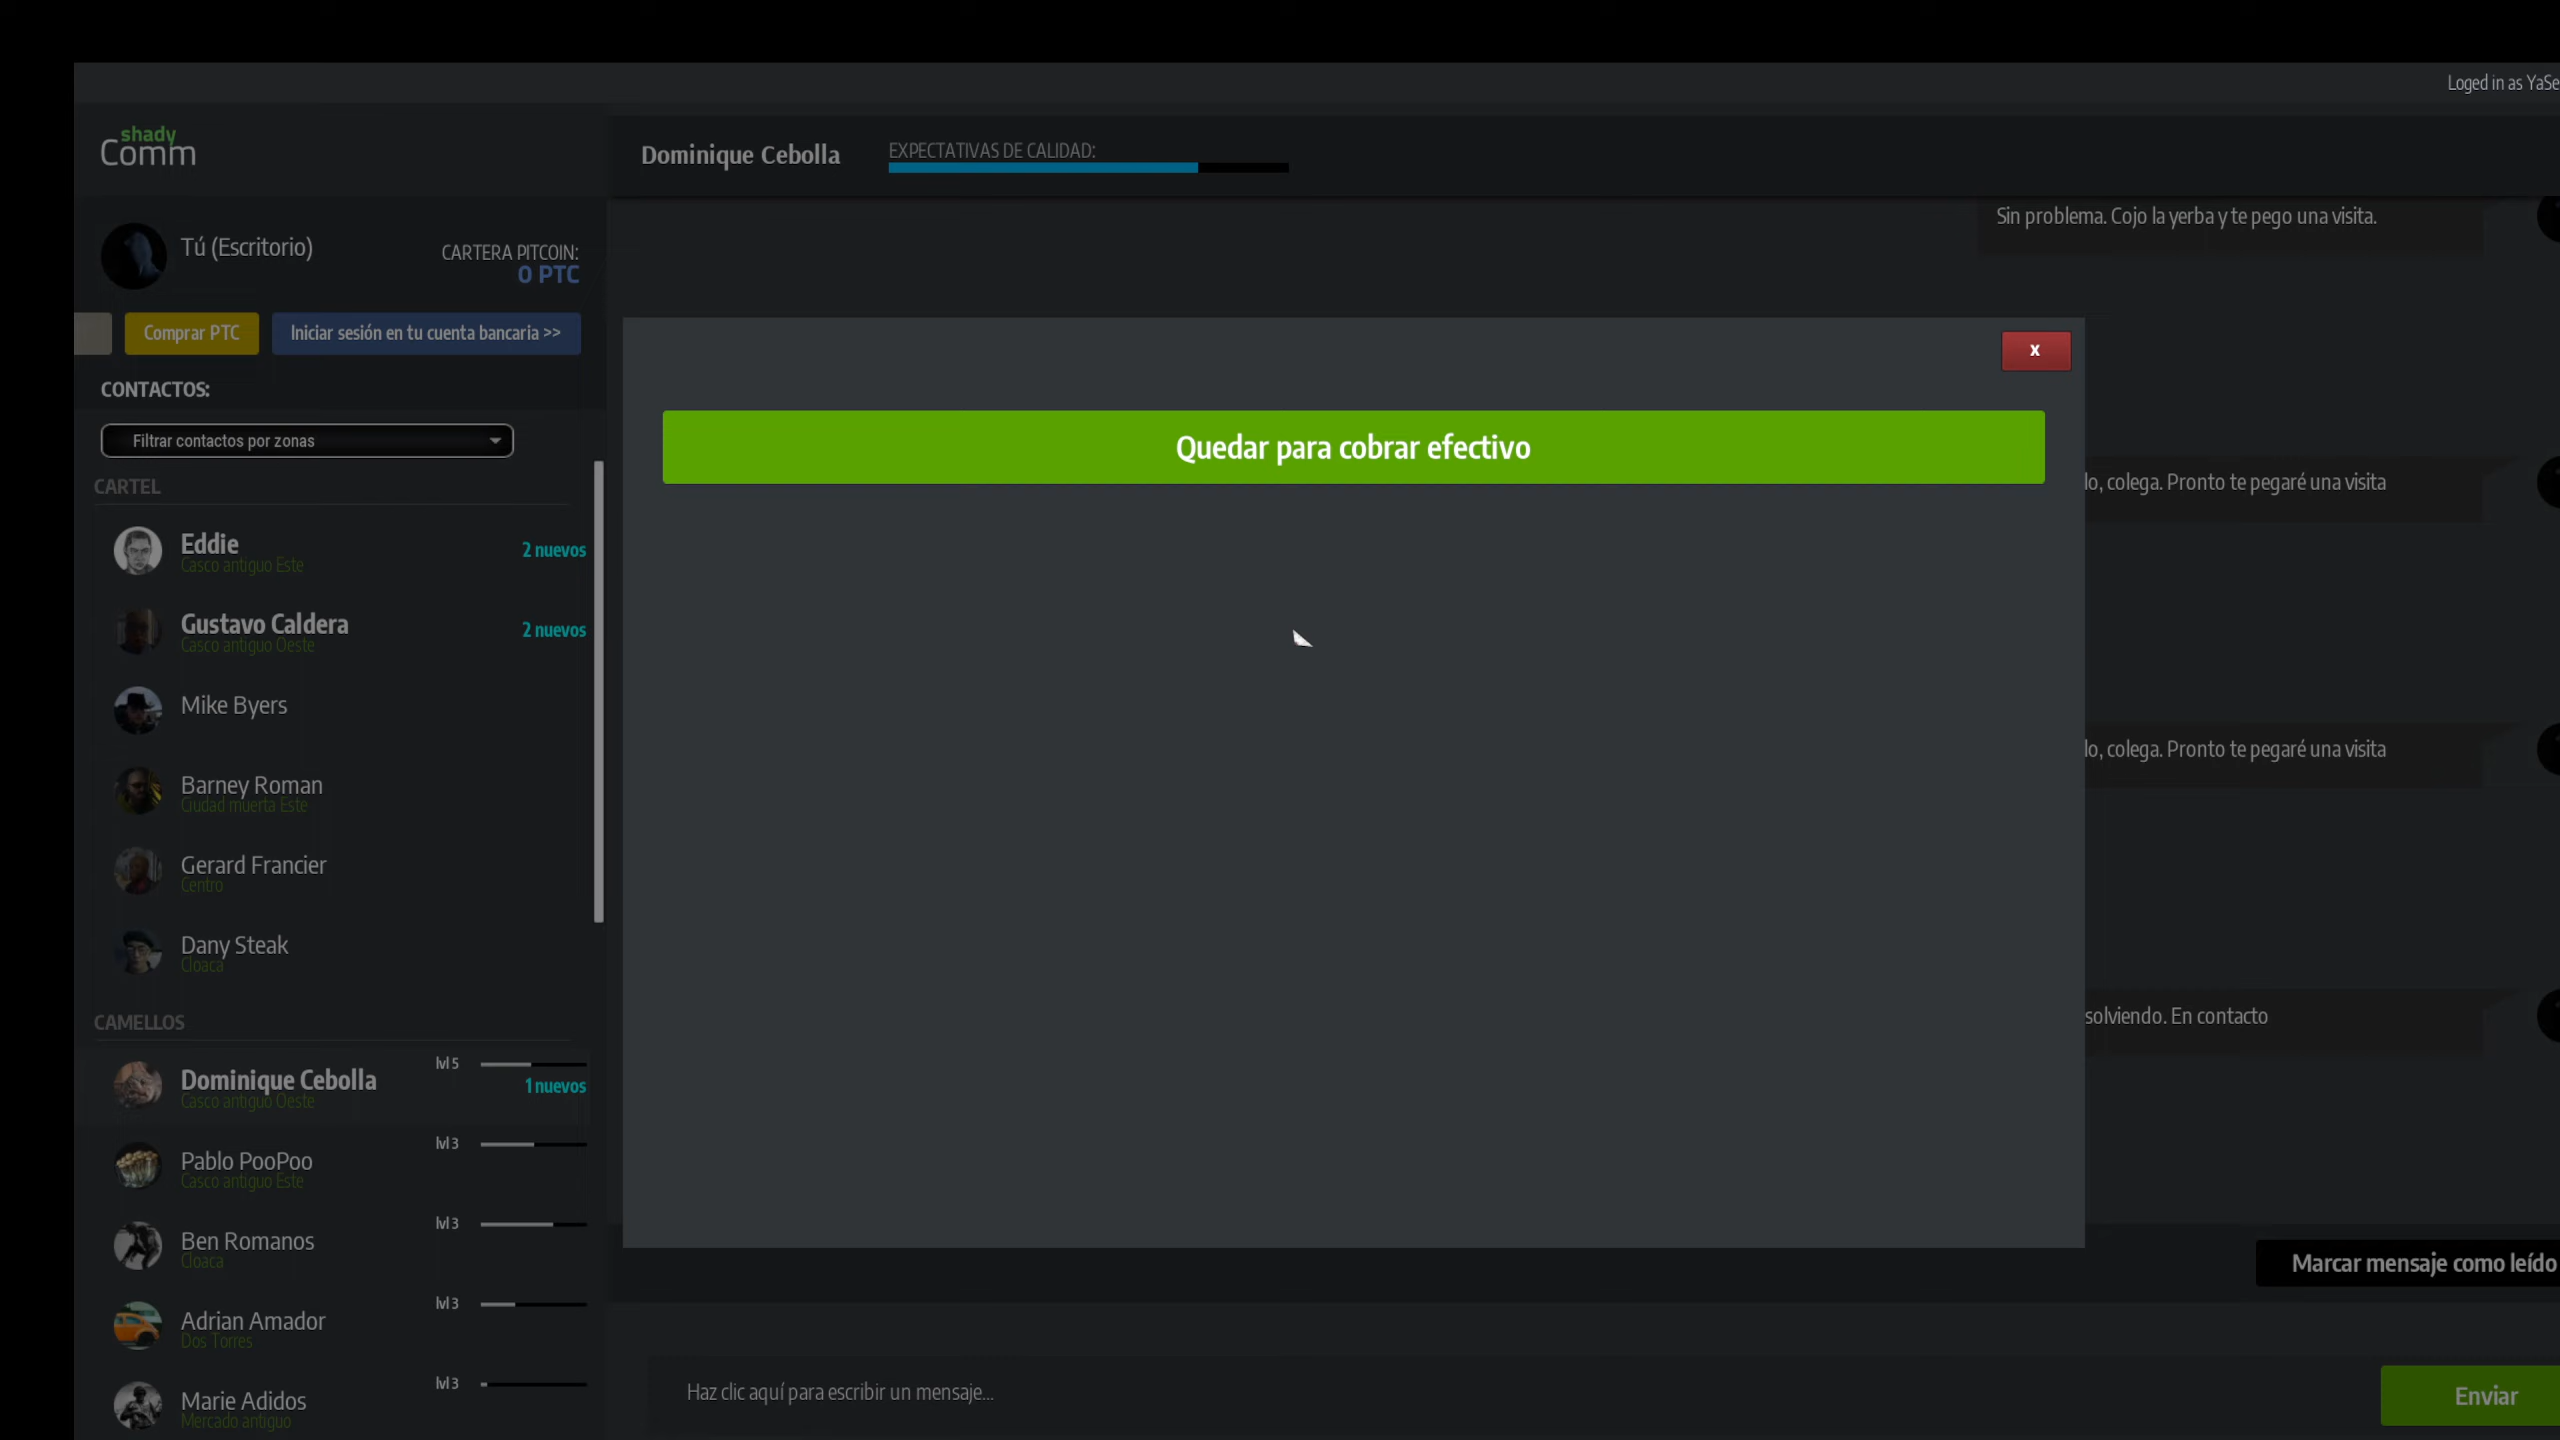 Loged in as YaSe
shady
Comm
Dominique Cebolla
EXPECTATIVAS DE CALIDAD:
Tú (Escritorio)
CARTERA PITCOIN:
0 PTC
Comprar PTC
Iniciar sesión en tu cuenta bancaria >>
CONTACTOS:
Filtrar contactos por zonas
CARTEL
Eddie
2 nuevos
Casco antiguo Este
Gustavo Caldera
2 nuevos
Casco antiguo Oeste
Mike Byers
Barney Roman
Ciudad muerta Este
Gerard Francier
Centro
Dany Steak
Cloaca
CAMELLOS
lvl 5
Dominique Cebolla
1 nuevos
Casco antiguo Oeste
lvl 3
Pablo PooPoo
Casco antiguo Este
lvl 3
Ben Romanos
Cloaca
lvl 3
Adrian Amador
Dos Torres
lvl 3
Marie Adidos
Mercado antiguo
Sin problema. Cojo la yerba y te pego una visita.
x
Quedar para cobrar efectivo
lo, colega. Pronto te pegaré una visita
lo, colega. Pronto te pegaré una visita
solviendo. En contacto
Marcar mensaje como leído
Haz clic aquí para escribir un mensaje...
Enviar